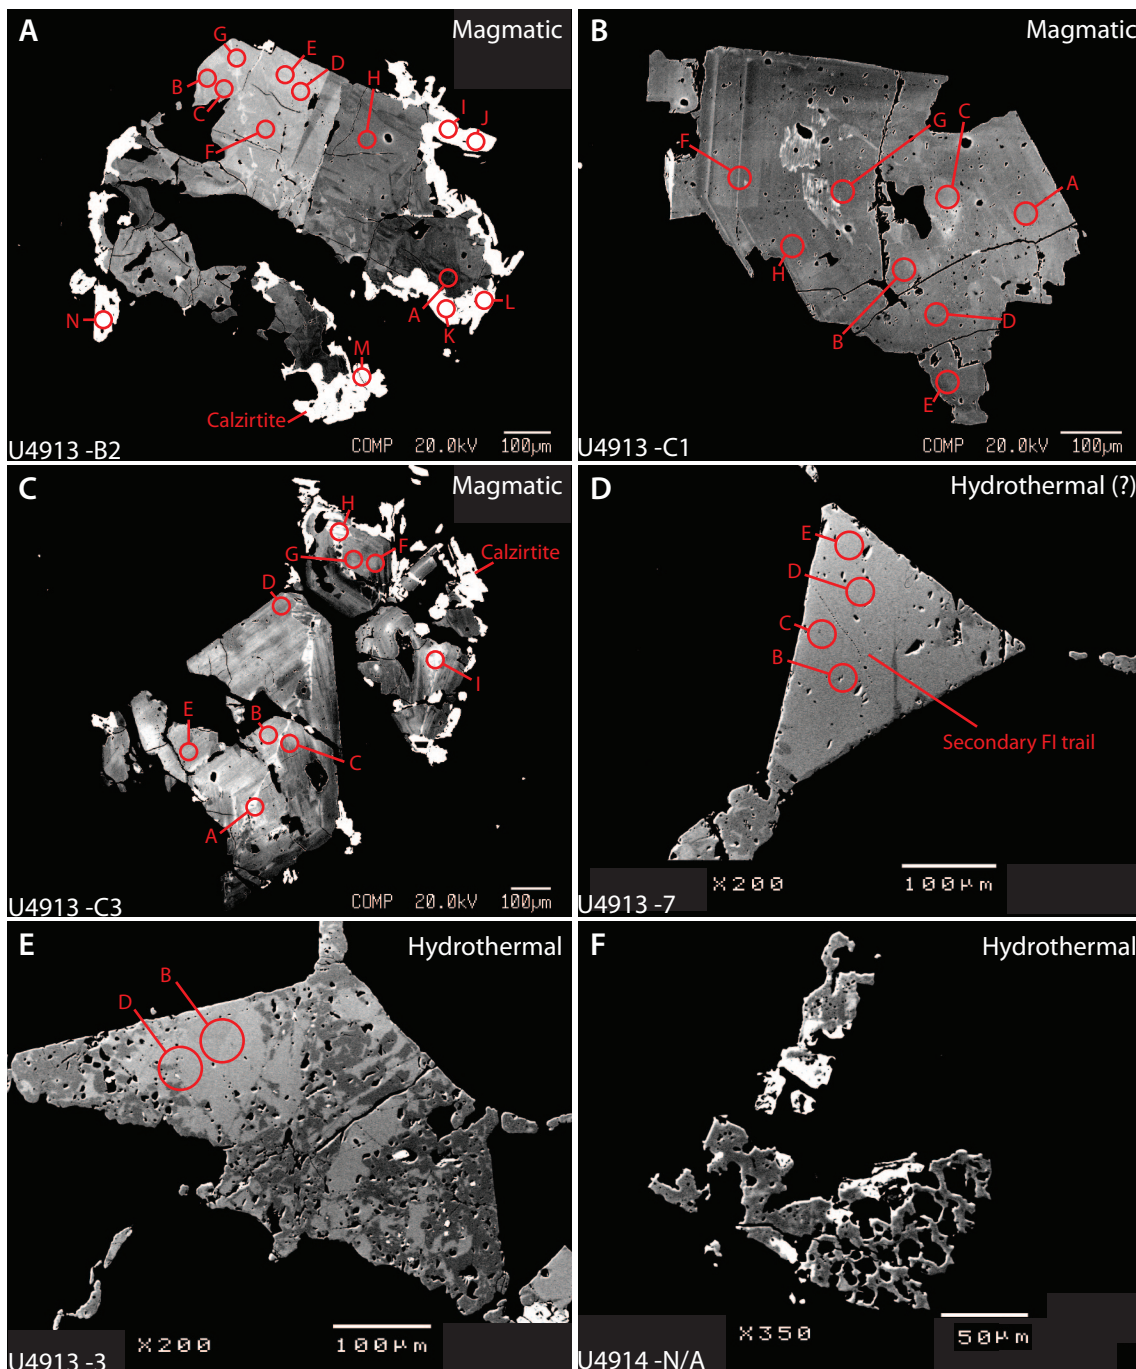 A
Magmatic
G
E
D
B
C
H
I
J
F
A
L
K
N
M
Calzirtite
COMP 20.0kV 100µm
U4913 -B2
B
Magmatic
C
G
F
A
H
B
D
E
COMP 20.0kV 100µm
U4913 -C1
C
Magmatic
H
Calzirtite
G
F
D
I
E
B
C
A
COMP 20.0kV 100µm
U4913 -C3
D
Hydrothermal (?)
E
D
C
B
Secondary FI trail
X200 100µm
U4913 -7
E
Hydrothermal
B
D
X200 100µm
U4913 -3
F
Hydrothermal
X350 50µm
U4914 -N/A